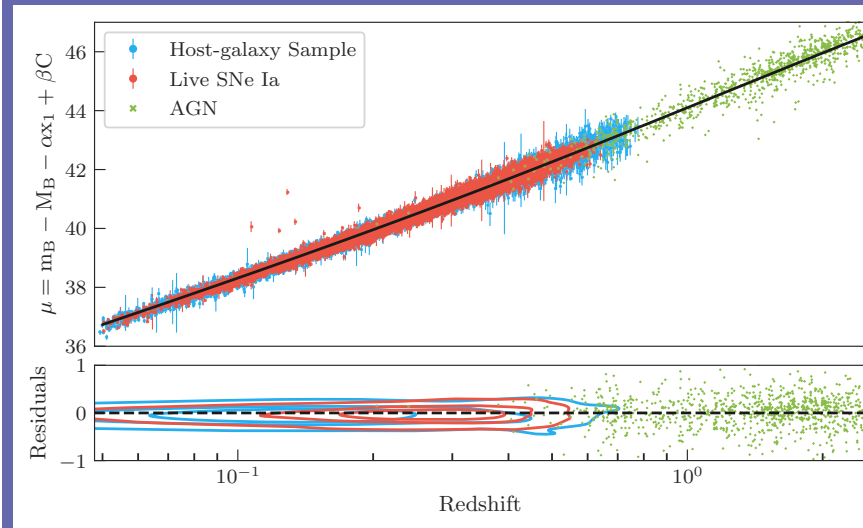 μ = m_B − M_B − αx_1 + βC
46
44
42
40
38
36
Host-galaxy Sample
Live SNe Ia
AGN
Residuals
1
0
−1
10^−1
10^0
Redshift